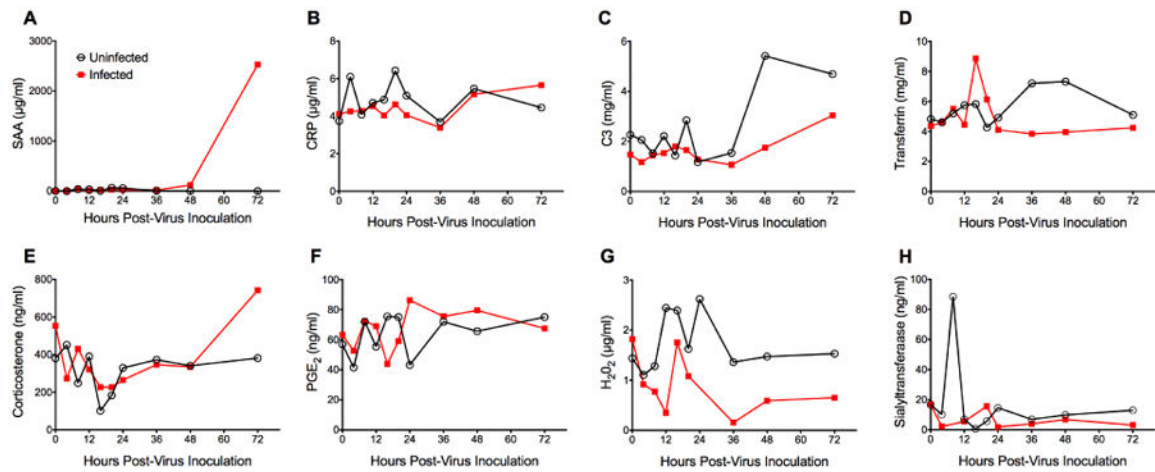 A
B
C
D
3000
2000
1000
0
SAA (µg/ml)
Uninfected
Infected
0 12 24 36 48 60 72
Hours Post-Virus Inoculation
8
6
4
2
0
CRP (µg/ml)
0 12 24 36 48 60 72
Hours Post-Virus Inoculation
6
4
2
0
C3 (mg/ml)
0 12 24 36 48 60 72
Hours Post-Virus Inoculation
10
8
6
4
2
0
Transferrin (mg/ml)
0 12 24 36 48 60 72
Hours Post-Virus Inoculation
E
F
G
H
800
600
400
200
0
Corticosterone (ng/ml)
0 12 24 36 48 60 72
Hours Post-Virus Inoculation
100
80
60
40
20
0
PGE₂ (ng/ml)
0 12 24 36 48 60 72
Hours Post-Virus Inoculation
3
2
1
0
H₂0₂ (µg/ml)
0 12 24 36 48 60 72
Hours Post-Virus Inoculation
100
80
60
40
20
0
Sialyltransferaase (ng/ml)
0 12 24 36 48 60 72
Hours Post-Virus Inoculation